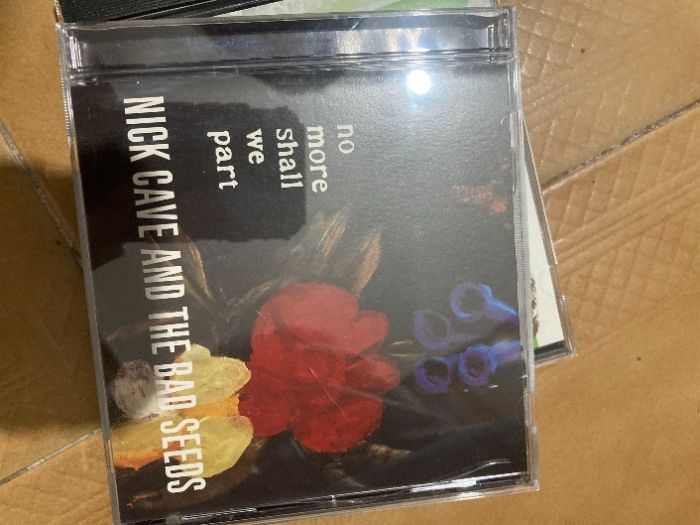 no
more
shall
we
part
NICK CAVE AND THE BAD SEEDS